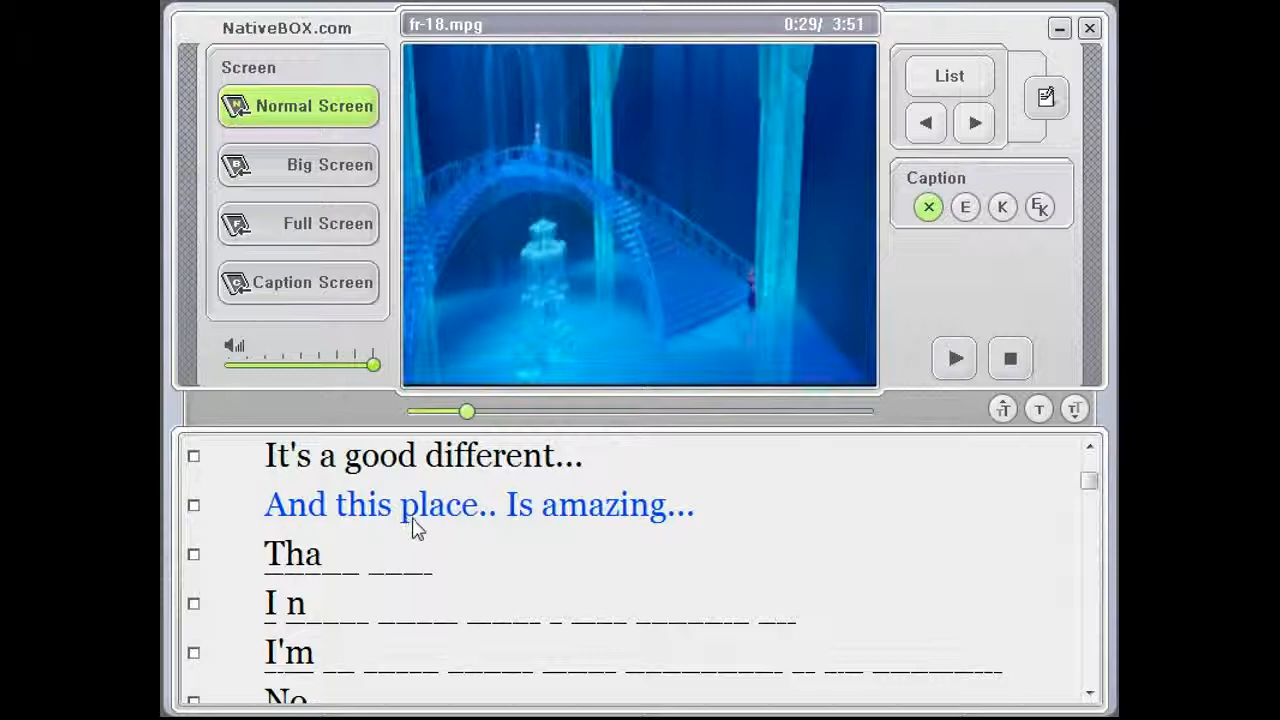 NativeBOX.com
fr-18.mpg
0:29/ 3:51
Screen
Normal Screen
Big Screen
Full Screen
Caption Screen
List
Caption
E
K
EK
T
It's a good different...
And this place.. Is amazing...
Tha
I n
I'm
No